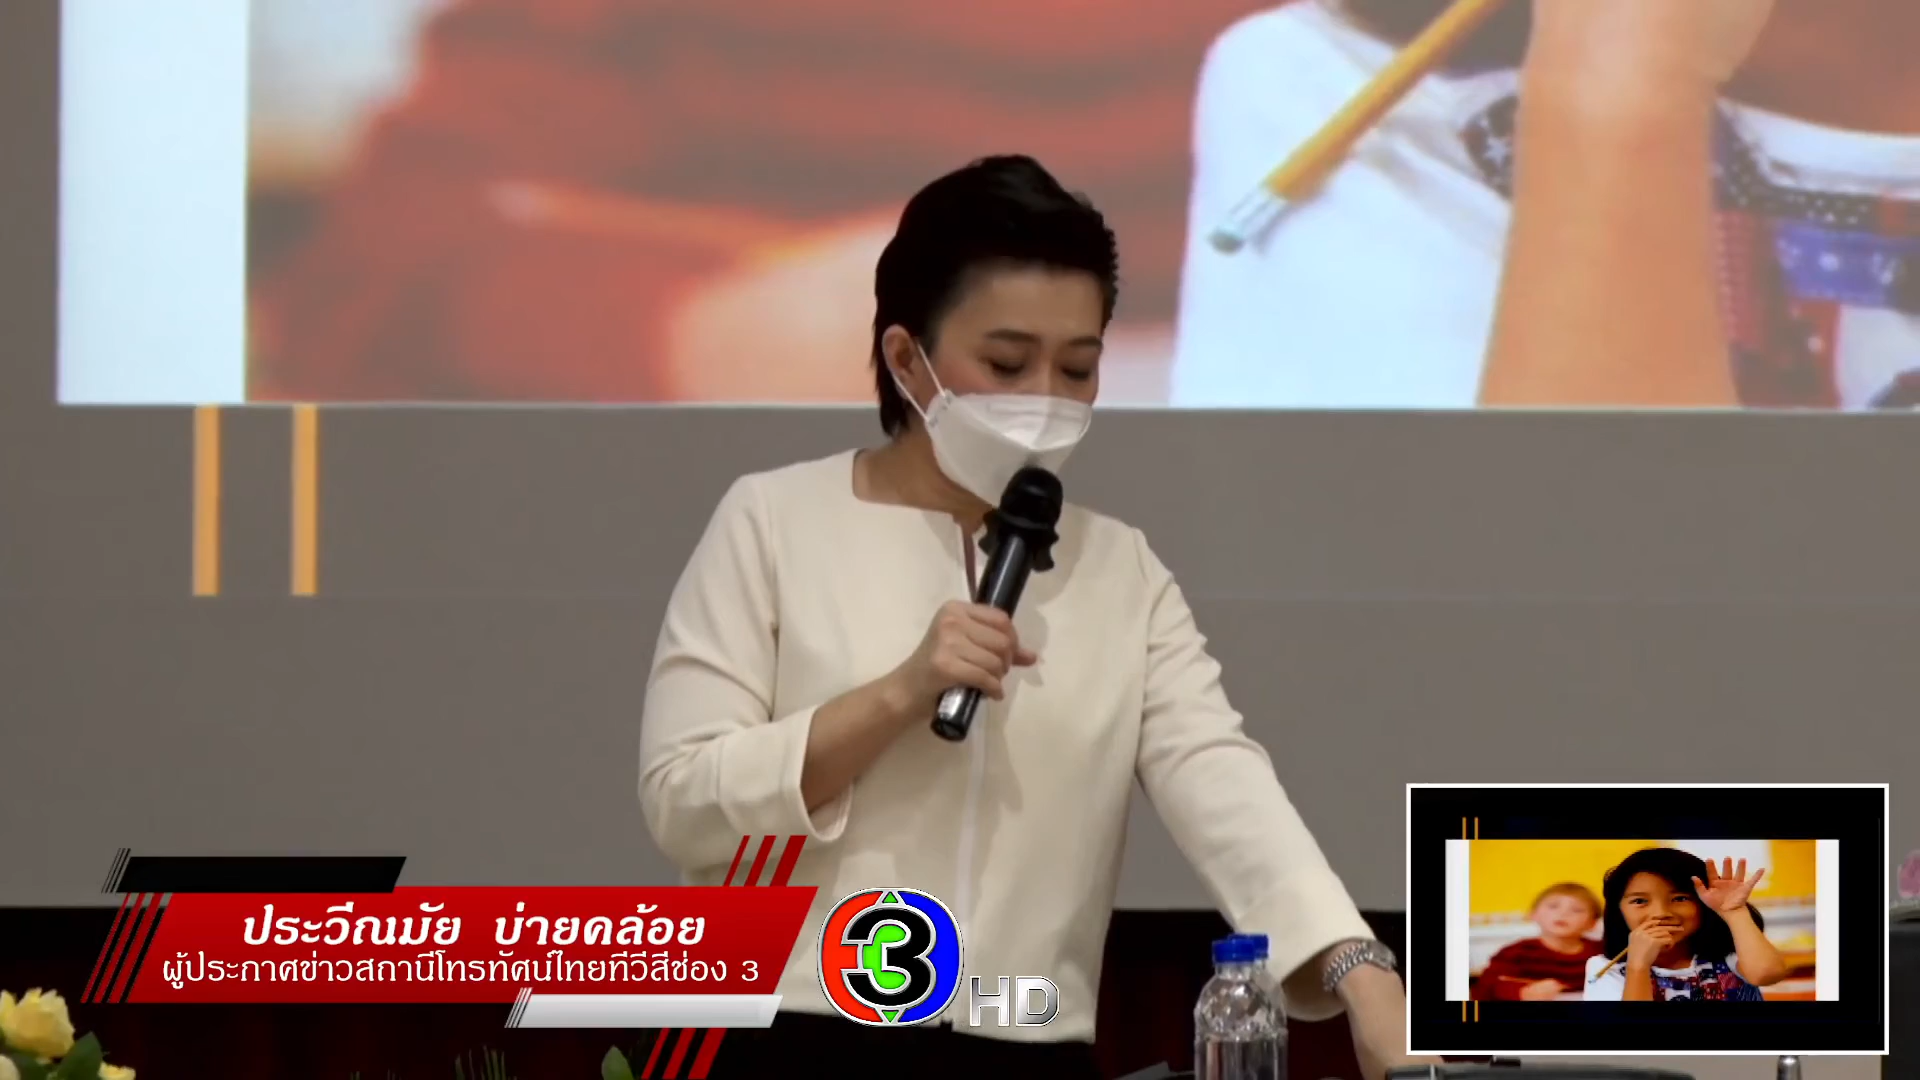 ประวีณมัย บ่ายคล้อย
ผู้ประกาศข่าวสถานีโทรทัศน์ไทยทีวีสีช่อง 3
3 HD